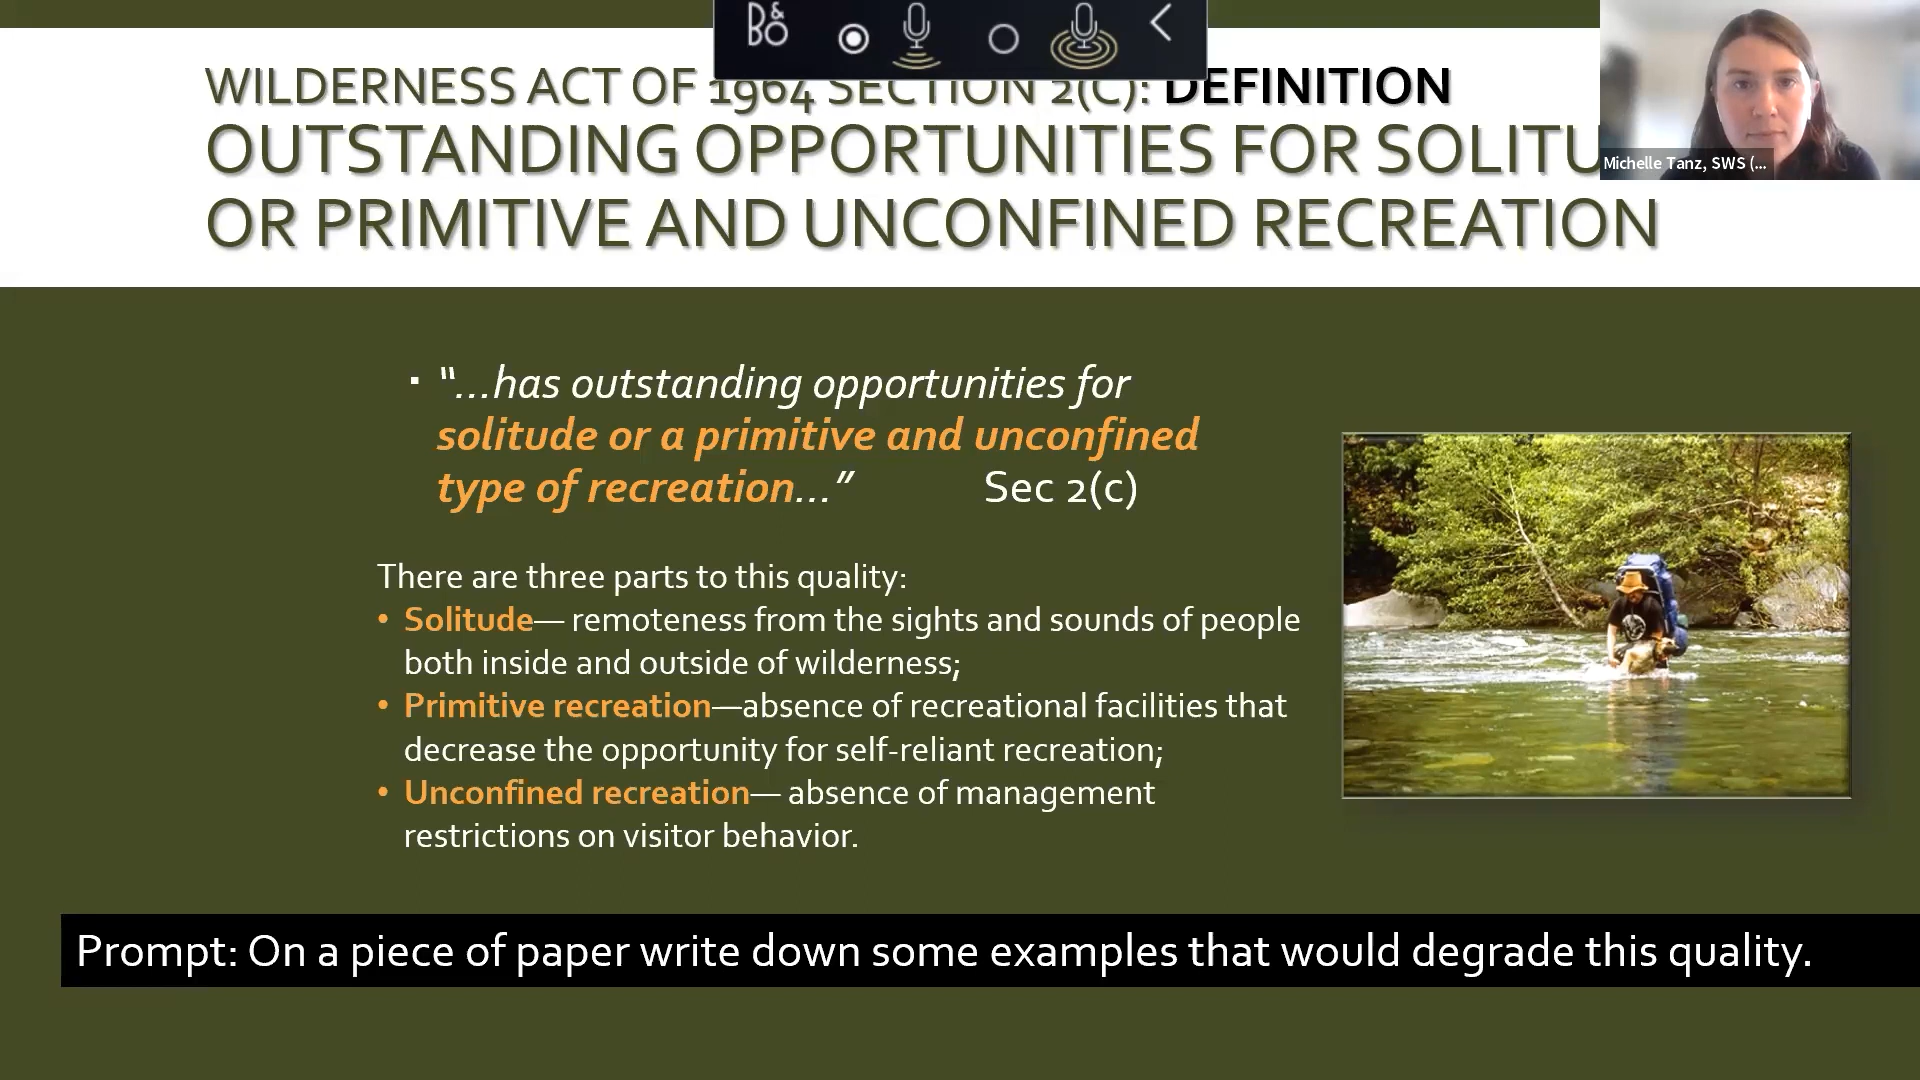 B&O
WILDERNESS ACT OF 1964 SECTION 2(C): DEFINITION
OUTSTANDING OPPORTUNITIES FOR SOLITU
OR PRIMITIVE AND UNCONFINED RECREATION
Michelle Tanz, SWS (...
▪ “...has outstanding opportunities for
solitude or a primitive and unconfined
type of recreation...” Sec 2(c)
There are three parts to this quality:
• Solitude— remoteness from the sights and sounds of people
both inside and outside of wilderness;
• Primitive recreation—absence of recreational facilities that
decrease the opportunity for self-reliant recreation;
• Unconfined recreation— absence of management
restrictions on visitor behavior.
Prompt: On a piece of paper write down some examples that would degrade this quality.